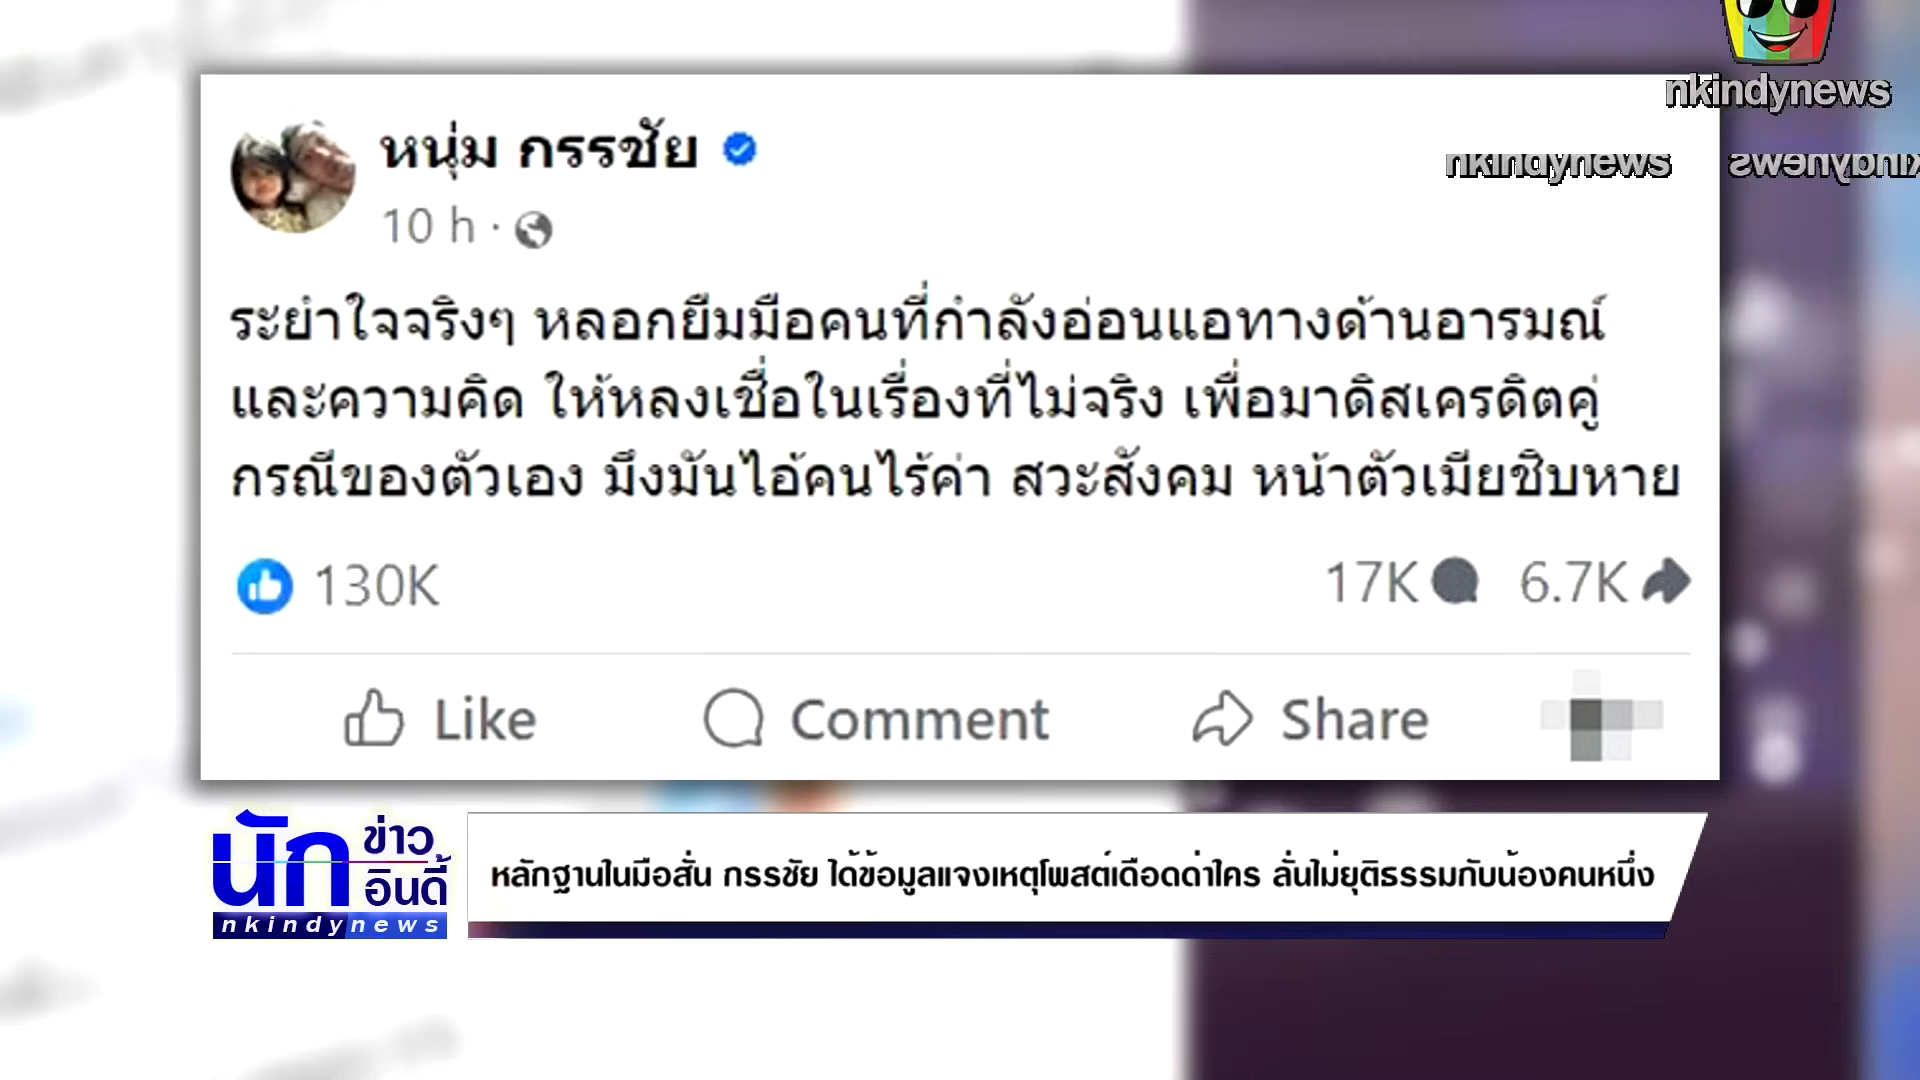 nkindynews
หนุ่ม กรรชัย
nkindynews
10 h
ระยำใจจริงๆ หลอกยืมมือคนที่กำลังอ่อนแอทางด้านอารมณ์
และความคิด ให้หลงเชื่อในเรื่องที่ไม่จริง เพื่อมาดิสเครดิตคู่
กรณีของตัวเอง มึงมันไอ้คนไร้ค่า สวะสังคม หน้าตัวเมียชิบหาย
130K
17K 6.7K
Like Comment Share
นักข่าวอินดี้
nkindynews
หลักฐานในมือสั่น กรรชัย ได้ข้อมูลแจงเหตุโพสต์เดือดด่าใคร ลั่นไม่ยุติธรรมกับน้องคนหนึ่ง